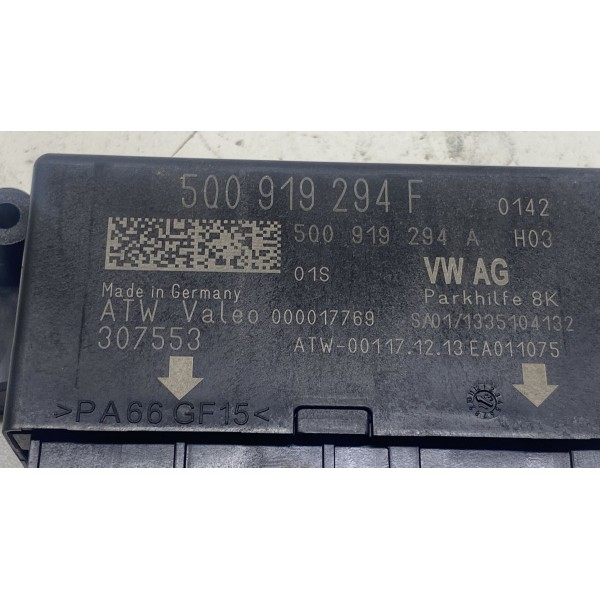 5Q0 919 294 F 0142
5Q0 919 294 A H03
01S VW AG
Made in Germany Parkhilfe 8K
ATW Valeo 000017769 S/01/1335104132
307553 ATW-00117.12.13 EA011075
>PA66 GF15<